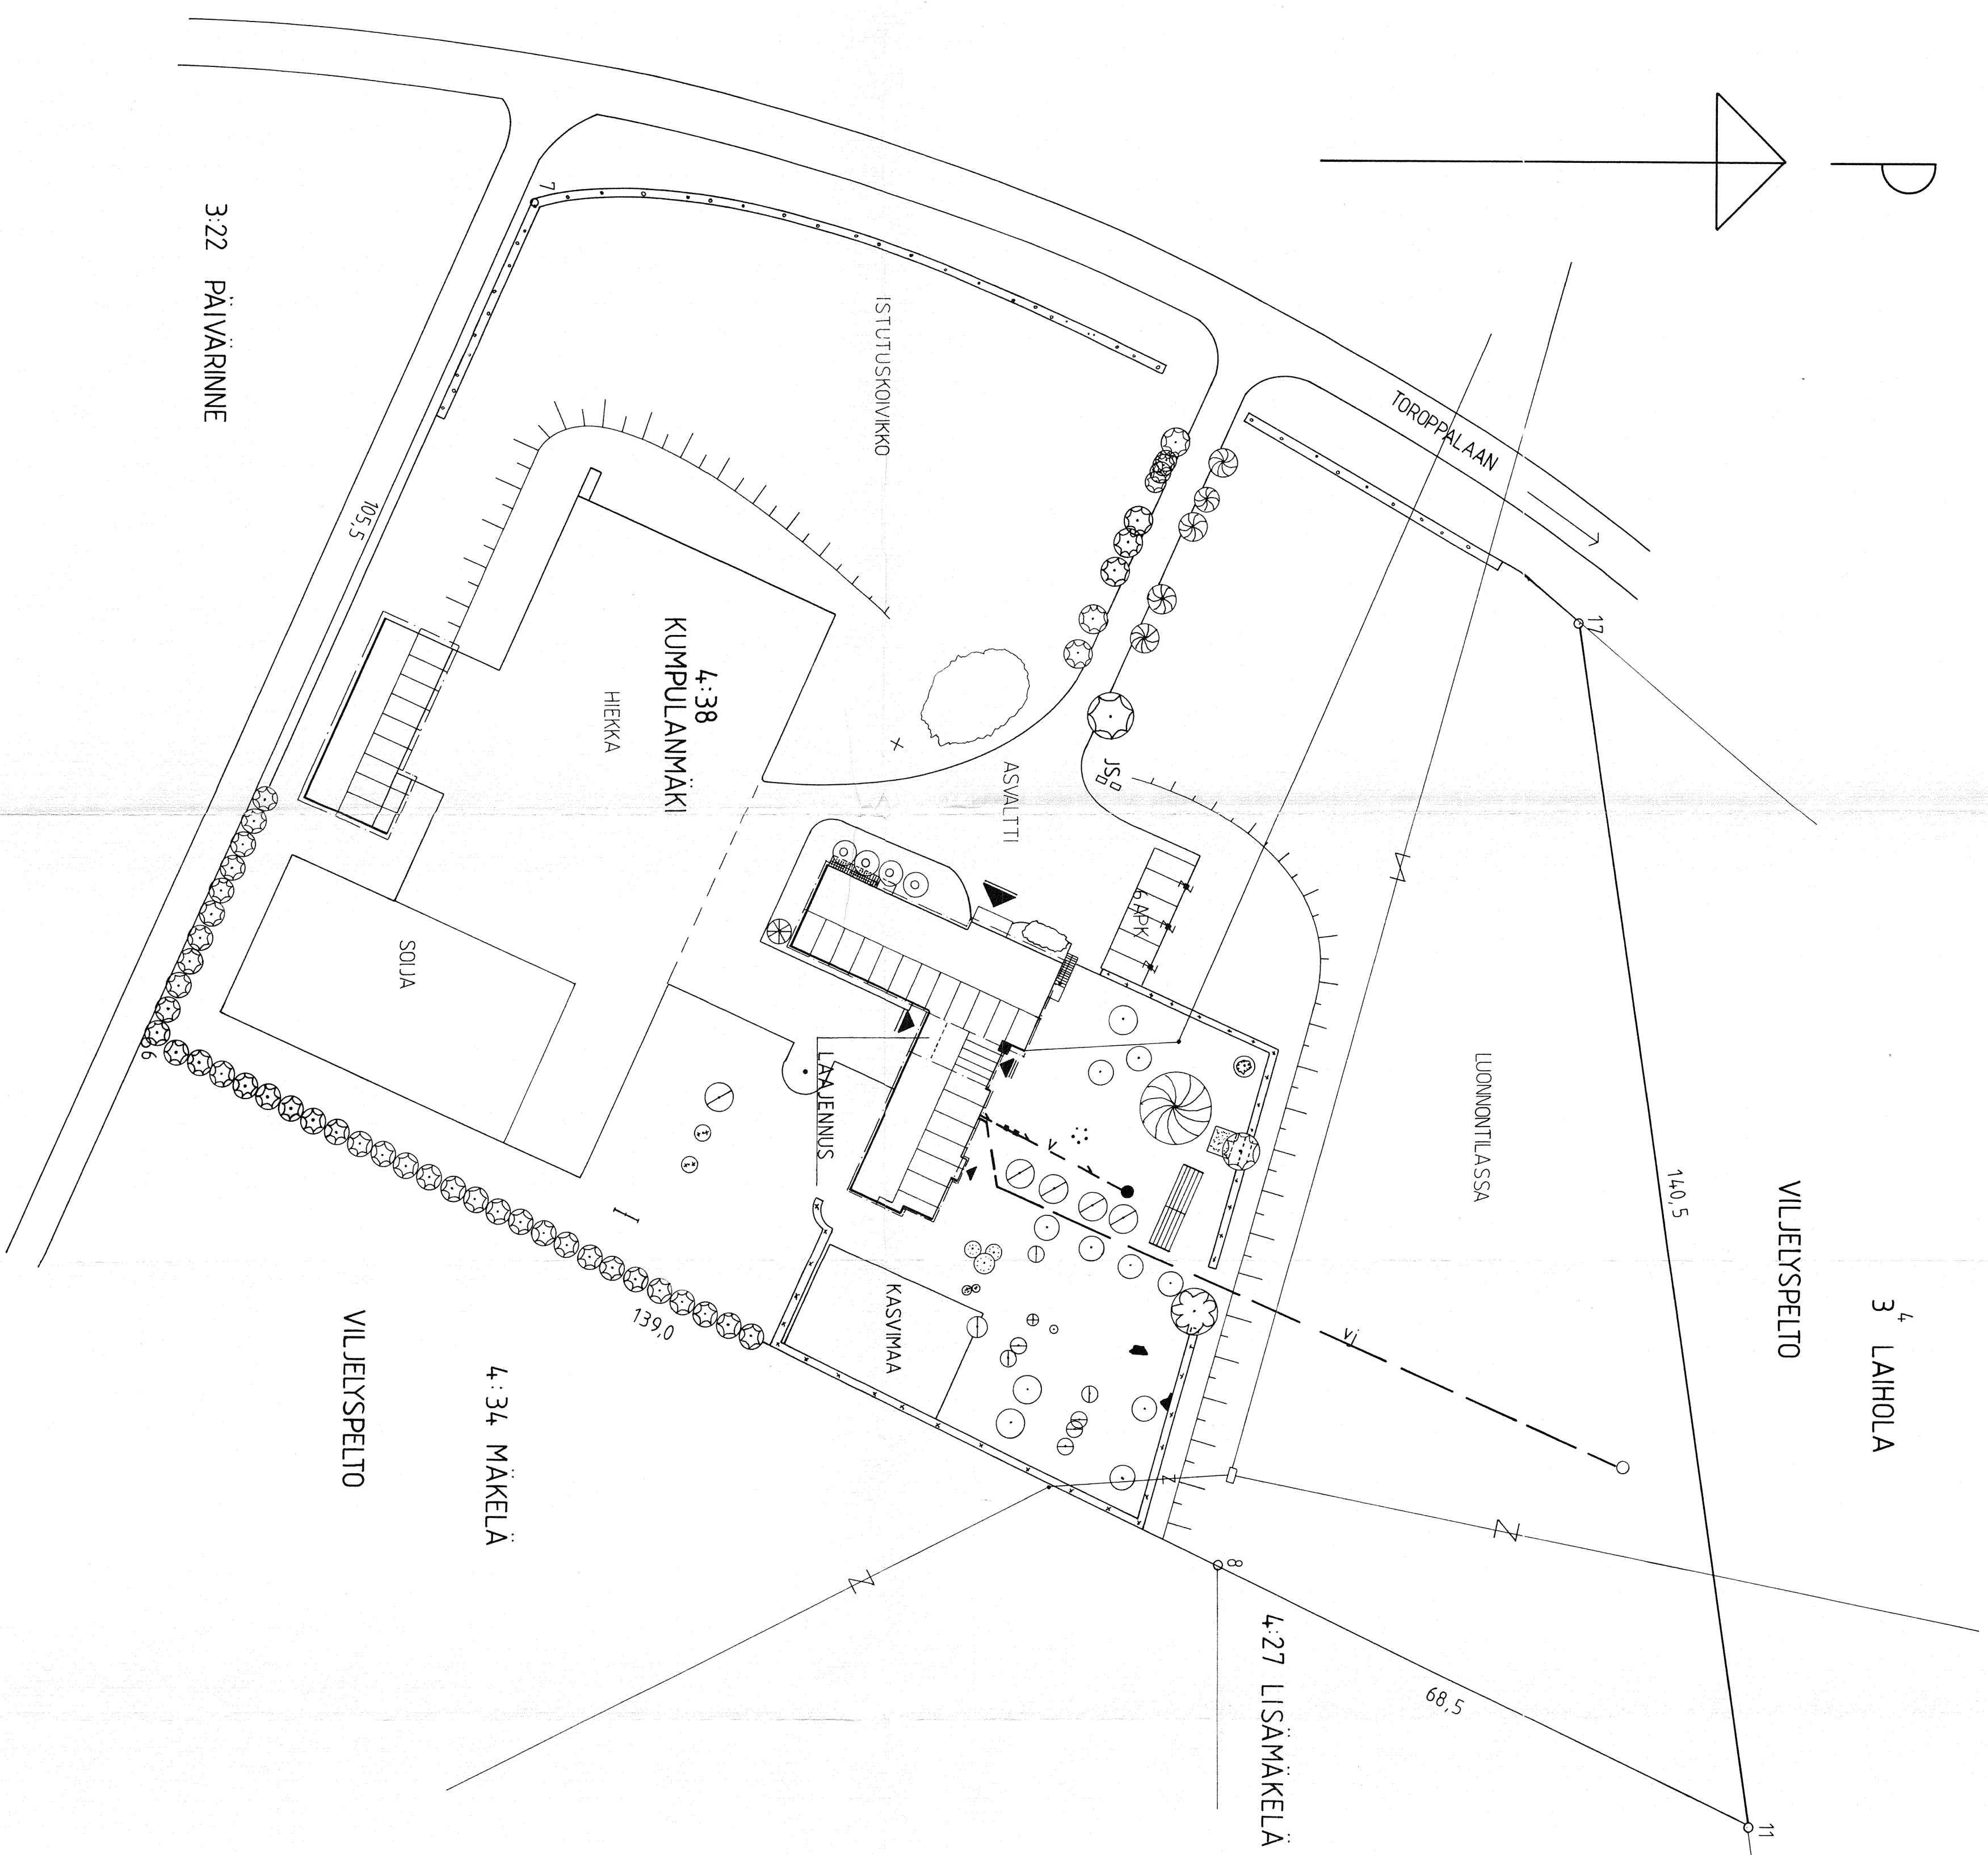 P
TOROPPALAAN
17
7
3:22 PÄIVÄRINNE
ISTUTUSKOIVIKKO
105,5
4:38
KUMPULANMÄKI
HIEKKA
ASVALTTI
JS
6 APK
SOIJA
LAAJENNUS
LUONNONTILASSA
140,5
VILJELYSPELTO
3⁴ LAIHOLA
v
vj
KASVIMAA
139,0
VILJELYSPELTO
4:34 MÄKELÄ
8
4:27 LISÄMÄKELÄ
68,5
11